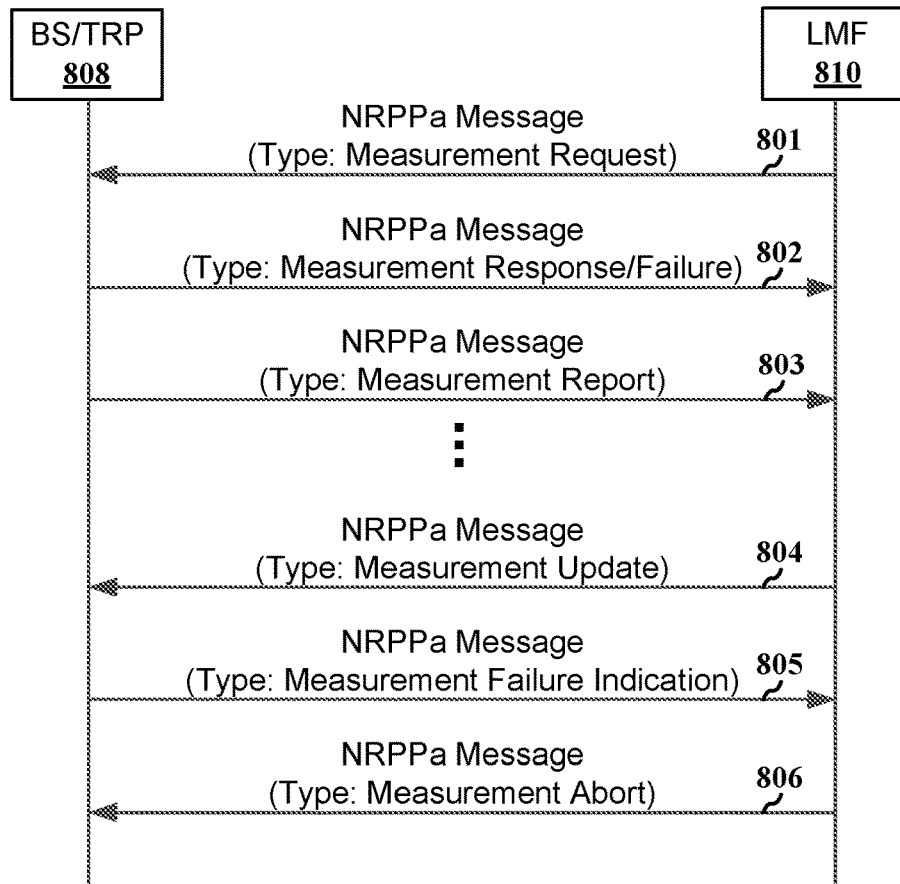 BS/TRP
808
LMF
810
NRPPa Message
(Type: Measurement Request)
801
NRPPa Message
(Type: Measurement Response/Failure)
802
NRPPa Message
(Type: Measurement Report)
803
NRPPa Message
(Type: Measurement Update)
804
NRPPa Message
(Type: Measurement Failure Indication)
805
NRPPa Message
(Type: Measurement Abort)
806